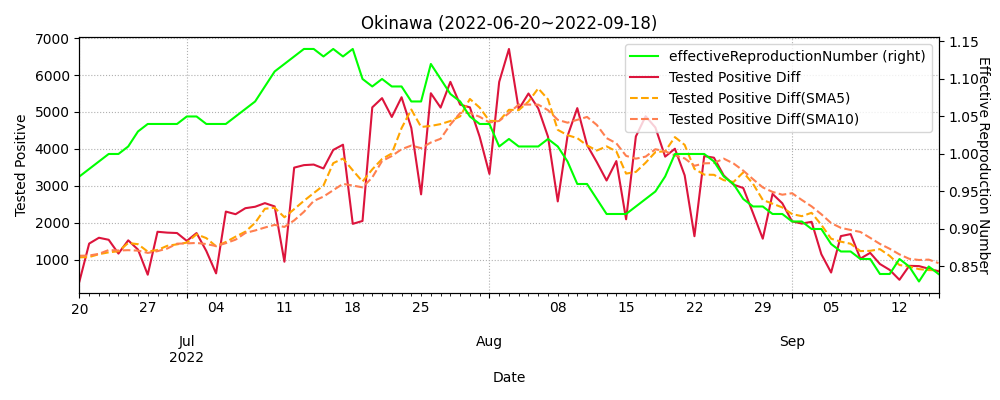 Okinawa (2022-06-20~2022-09-18)
7000
6000
5000
4000
3000
2000
1000
Tested Positive
1.15
1.10
1.05
1.00
0.95
0.90
0.85
Effective Reproduction Number
effectiveReproductionNumber (right)
Tested Positive Diff
Tested Positive Diff(SMA5)
Tested Positive Diff(SMA10)
20 27 04 11 18 25 08 15 22 29 05 12
Jul Aug Sep
2022
Date